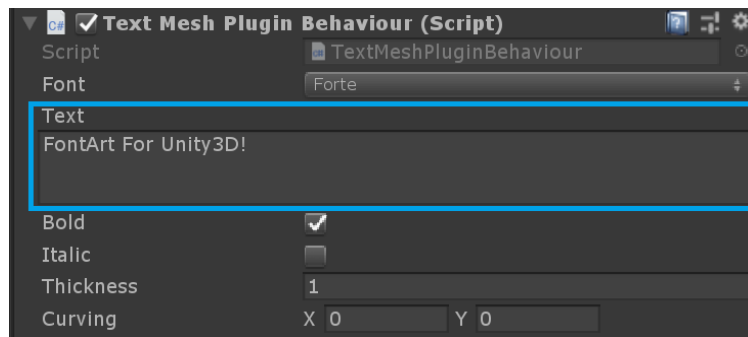 Text Mesh Plugin Behaviour (Script)
Script TextMeshPluginBehaviour
Font Forte
Text
FontArt For Unity3D!
Bold
Italic
Thickness 1
Curving X 0 Y 0